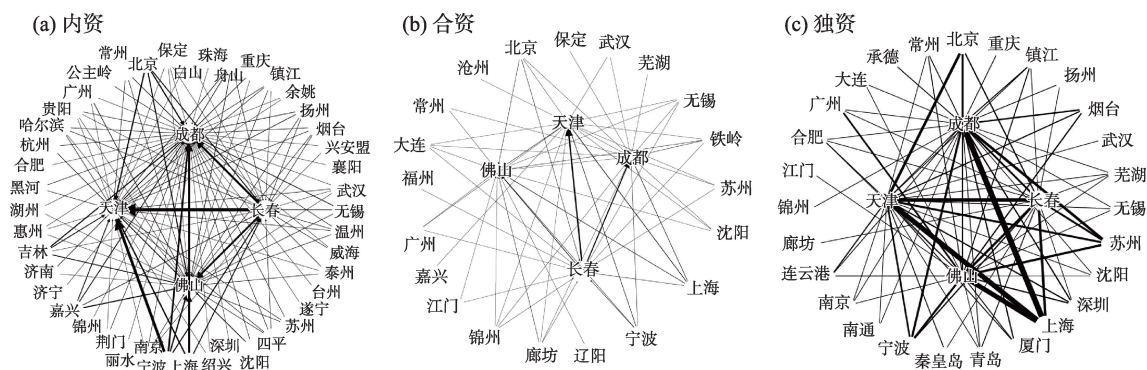 (a) 内资
常州
北京
保定
白山
珠海
舟山
重庆
镇江
余姚
扬州
烟台
兴安盟
襄阳
武汉
无锡
温州
威海
泰州
台州
遂宁
苏州
四平
沈阳
深圳
绍兴
上海
宁波
南京
丽水
荆门
锦州
嘉兴
济宁
济南
吉林
惠州
湖州
黑河
合肥
杭州
哈尔滨
贵阳
广州
公主岭
成都
天津
长春
佛山
(b) 合资
北京
保定
武汉
芜湖
无锡
铁岭
苏州
沈阳
上海
宁波
辽阳
廊坊
锦州
江门
嘉兴
广州
福州
大连
常州
沧州
天津
成都
佛山
长春
(c) 独资
北京
重庆
镇江
扬州
烟台
武汉
芜湖
无锡
苏州
沈阳
深圳
上海
厦门
青岛
秦皇岛
宁波
南通
南京
连云港
廊坊
锦州
江门
合肥
广州
大连
承德
常州
成都
天津
长春
佛山